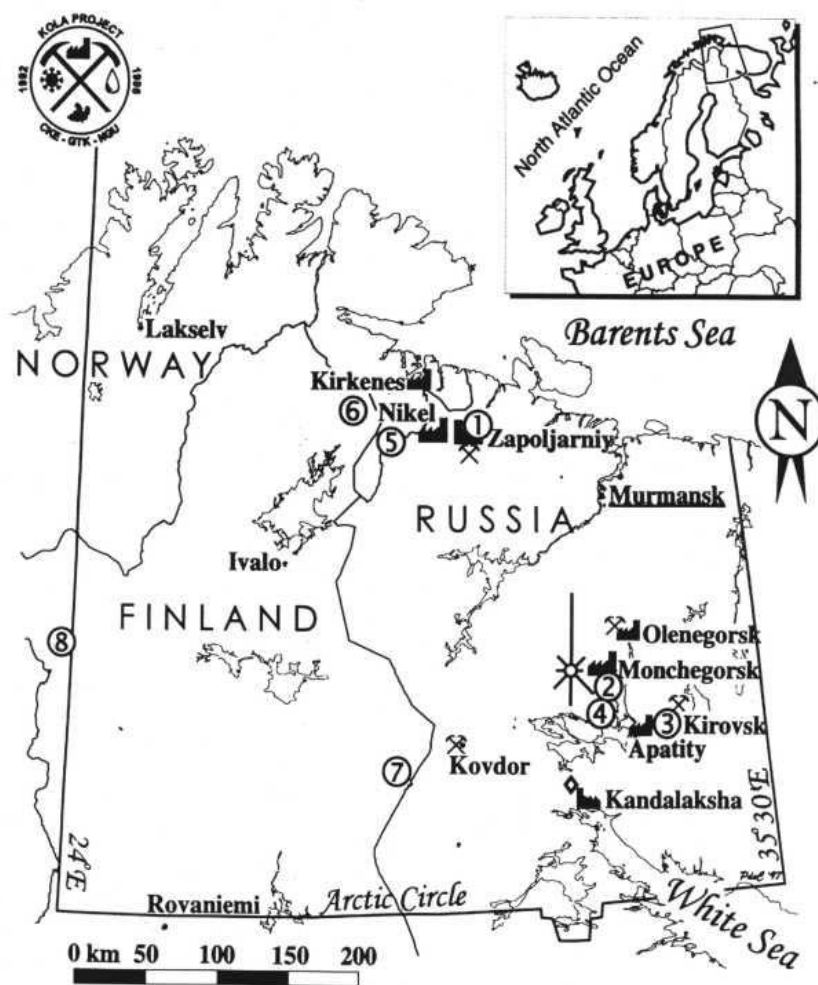 KOLA PROJECT
1992
1998
CKE - GTK - NGU
North Atlantic Ocean
EUROPE
Barents Sea
Lakselv
NORWAY
Kirkenes
N
6
Nikel
1
5
Zapoljarniy
Murmansk
RUSSIA
Ivalo
FINLAND
8
Olenegorsk
Monchegorsk
2
4
3
Kirovsk
Apatity
Kovdor
7
Kandalaksha
24°E
35°30'E
Rovaniemi
Arctic Circle
White Sea
0 km 50 100 150 200